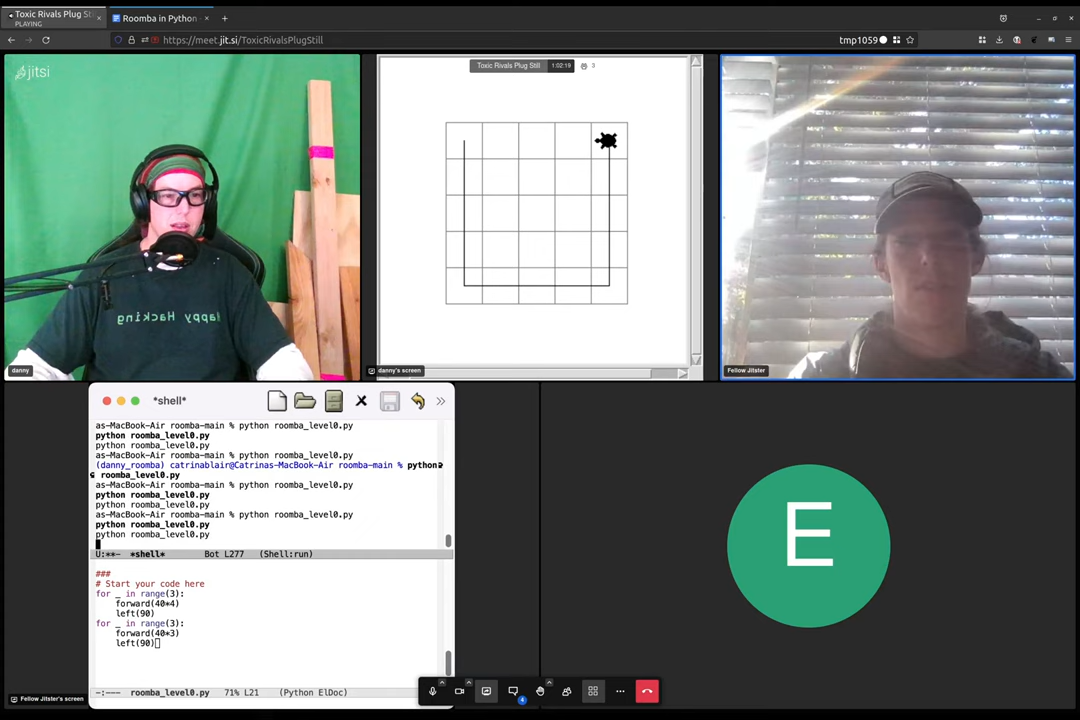 Toxic Rivals Plug Sti
PLAYING
Roomba in Python
https://meet.jit.si/ToxicRivalsPlugStill
tmp1059
jitsi
Happy Hacking
danny
Toxic Rivals Plug Still 1:02:19 3
danny's screen
Fellow Jitster
*shell*
as-MacBook-Air roomba-main % python roomba_level0.py
python roomba_level0.py
python roomba_level0.py
as-MacBook-Air roomba-main % python roomba_level0.py
(danny_roomba) catrinablair@Catrinas-MacBook-Air roomba-main % python
roomba_level0.py
as-MacBook-Air roomba-main % python roomba_level0.py
python roomba_level0.py
python roomba_level0.py
as-MacBook-Air roomba-main % python roomba_level0.py
python roomba_level0.py
python roomba_level0.py
U:**- *shell* Bot L277 (Shell:run)
###
# Start your code here
for _ in range(3):
    forward(40*4)
    left(90)
for _ in range(3):
    forward(40*3)
    left(90)
-:--- roomba_level0.py 71% L21 (Python ElDoc)
Fellow Jitster's screen
E
4